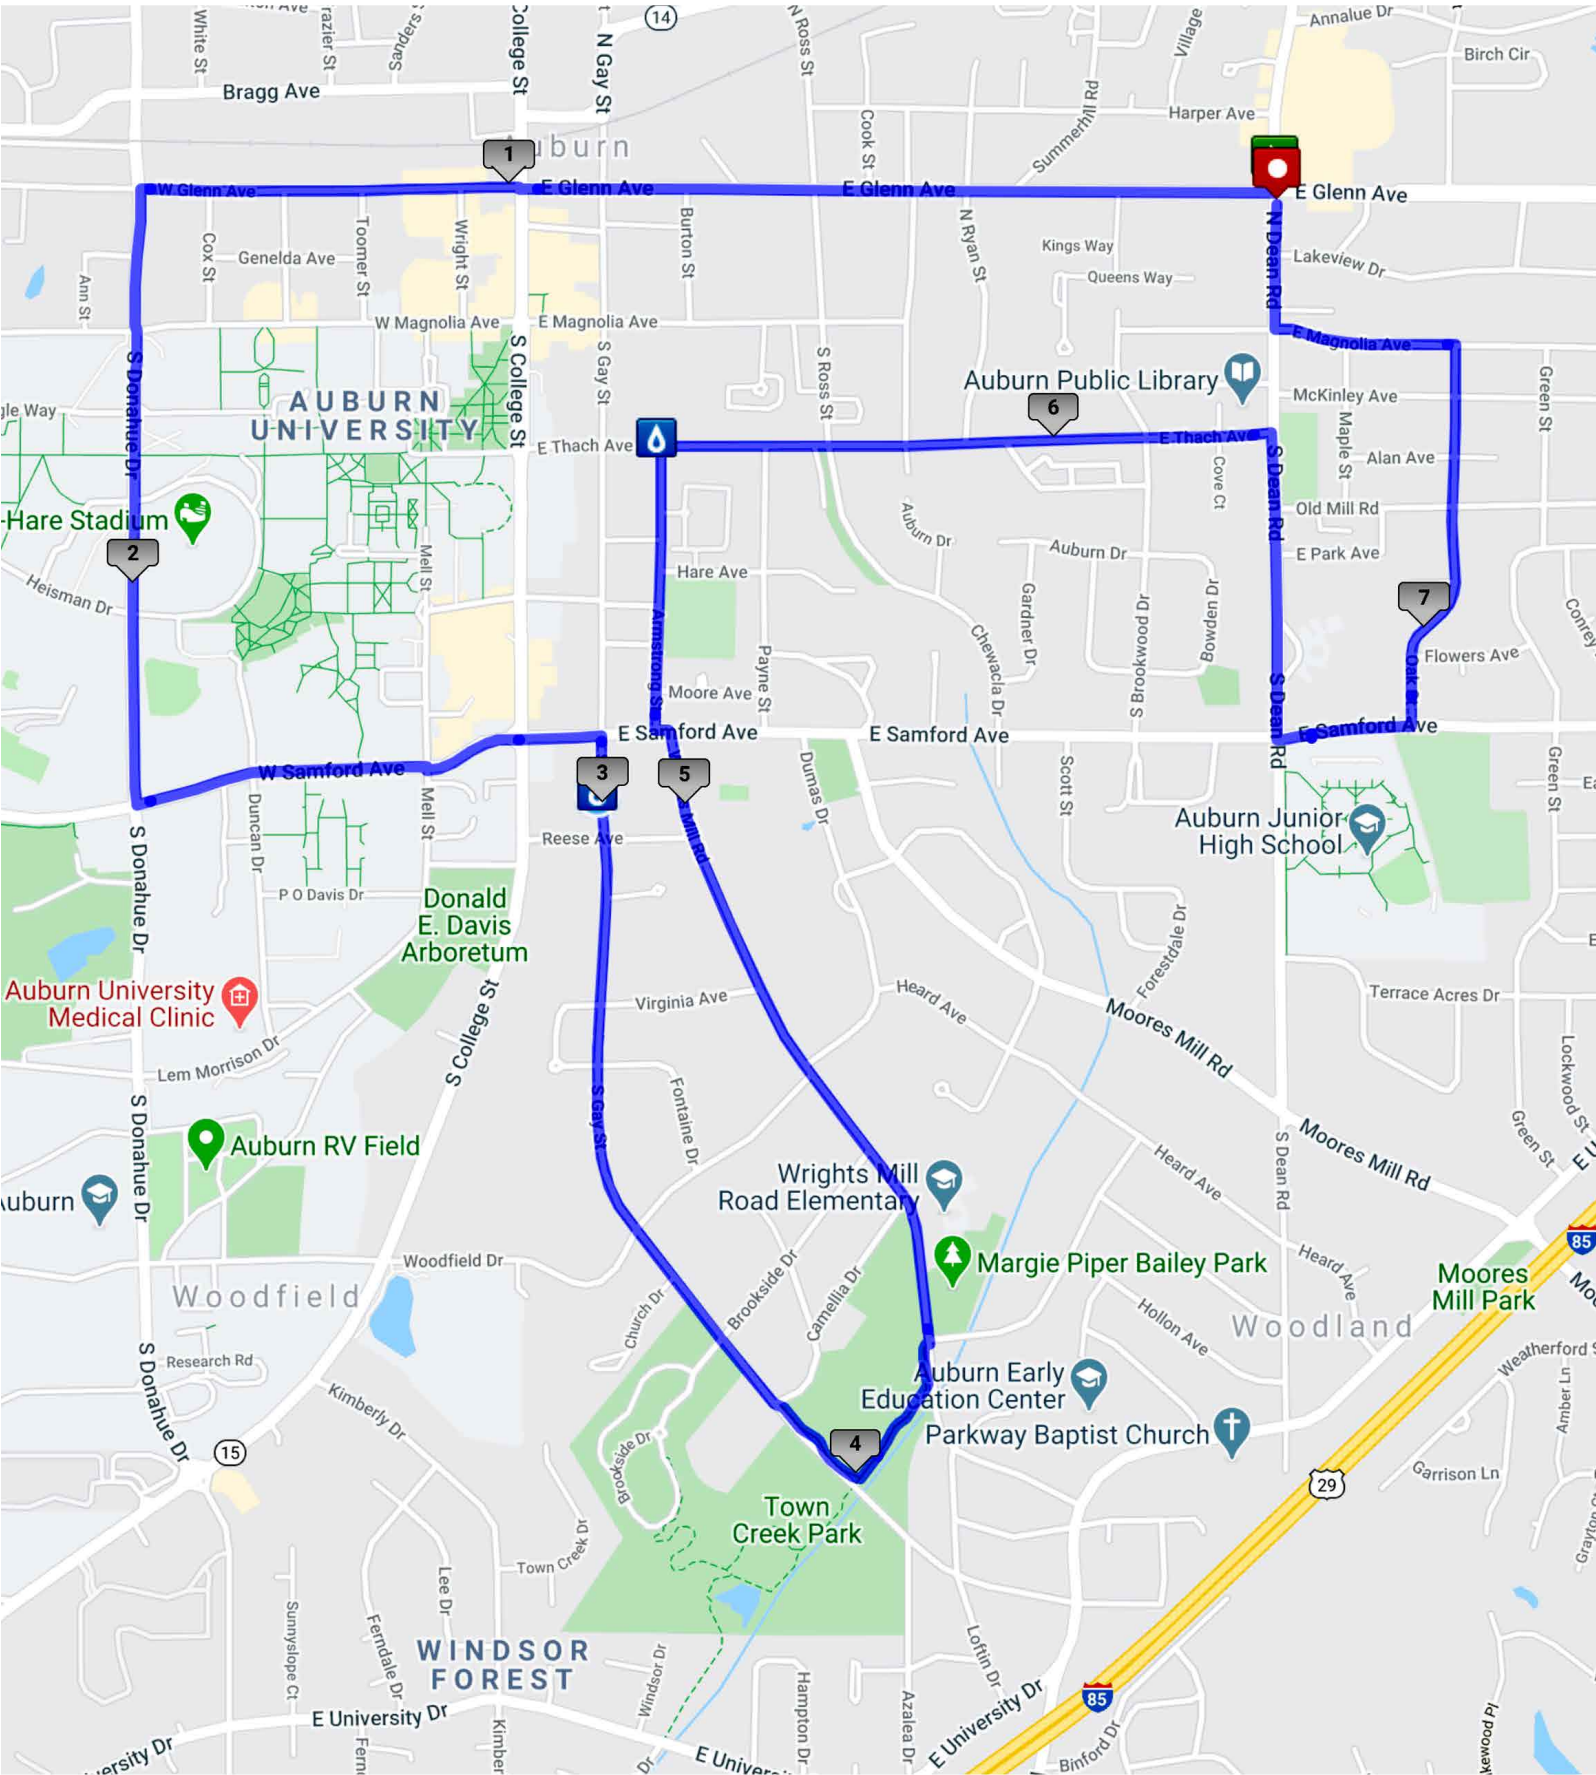 14
Annalue Dr
White St
Sanders S
College St
N Gay St
N Ross St
Village
Birch Cir
Bragg Ave
Cook St
Summerhill Rd
Harper Ave
1
uburn
W Glenn Ave
E Glenn Ave
E Glenn Ave
E Glenn Ave
Cox St
Genelda Ave
Toomer St
Wright St
Burton St
N Ryan St
Kings Way
Queens Way
N Dean Rd
Lakeview Dr
Ann St
W Magnolia Ave
E Magnolia Ave
E Magnolia Ave
S Donahue Dr
S College St
S Gay St
S Ross St
Auburn Public Library
McKinley Ave
Green St
gle Way
AUBURN
UNIVERSITY
6
Maple St
E Thach Ave
E Thach Ave
Alan Ave
Cove Ct
S Dean Rd
Old Mill Rd
-Hare Stadium
Auburn Dr
Auburn Dr
E Park Ave
2
Heisman Dr
Mell St
Hare Ave
Gardner Dr
Bowden Dr
7
Armstrong S
Payne St
Chewacla Dr
S Brookwood Dr
Flowers Ave
Conrey
Moore Ave
S Dean Rd
Oak S
E Samford Ave
E Samford Ave
E Samford Ave
W Samford Ave
3
5
Dumas Dr
Scott St
Green St
Mell St
Duncan Dr
Reese Ave
Mill Rd
Auburn Junior
High School
S Donahue Dr
P O Davis Dr
Donald
E. Davis
Arboretum
Forestdale Dr
Auburn University
Medical Clinic
S College St
Virginia Ave
Heard Ave
Moores Mill Rd
Terrace Acres Dr
Lem Morrison Dr
Lockwood St
S Donahue Dr
S Gay St
Fontaine Dr
Auburn RV Field
S Dean Rd
Moores Mill Rd
Green St
E U
Wrights Mill
Road Elementary
Heard Ave
uburn
85
Woodfield Dr
Margie Piper Bailey Park
Heard Ave
Moores
Mill Park
Mo
Woodfield
Church Dr
Brookside Dr
Camellia Dr
Hollon Ave
Woodland
S Donahue Dr
Research Rd
Weatherford S
Kimberly Dr
Auburn Early
Education Center
Amber Ln
15
Brookside Dr
4
Parkway Baptist Church
Garrison Ln
29
Town
Creek Park
Town Creek Dr
Grayton C
Lee Dr
Sunnyslope Ct
Ferndale Dr
WINDSOR
FOREST
Windsor Dr
Hampton Dr
Azalea Dr
Loftin Dr
E University Dr
85
E University Dr
kewood Pl
versity Dr
Fern
Kimber
Dr
E Univer
Binford Dr